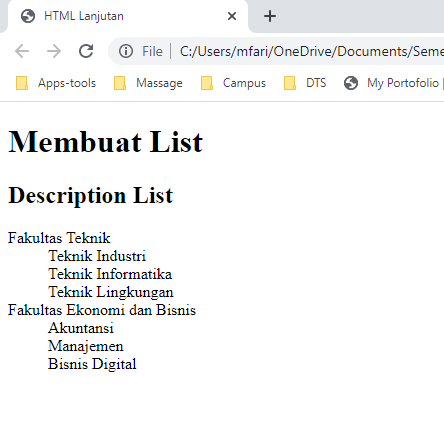 HTML Lanjutan
File | C:/Users/mfari/OneDrive/Documents/Seme
Apps-tools Massage Campus DTS My Portofolio |
Membuat List
Description List
Fakultas Teknik
Teknik Industri
Teknik Informatika
Teknik Lingkungan
Fakultas Ekonomi dan Bisnis
Akuntansi
Manajemen
Bisnis Digital